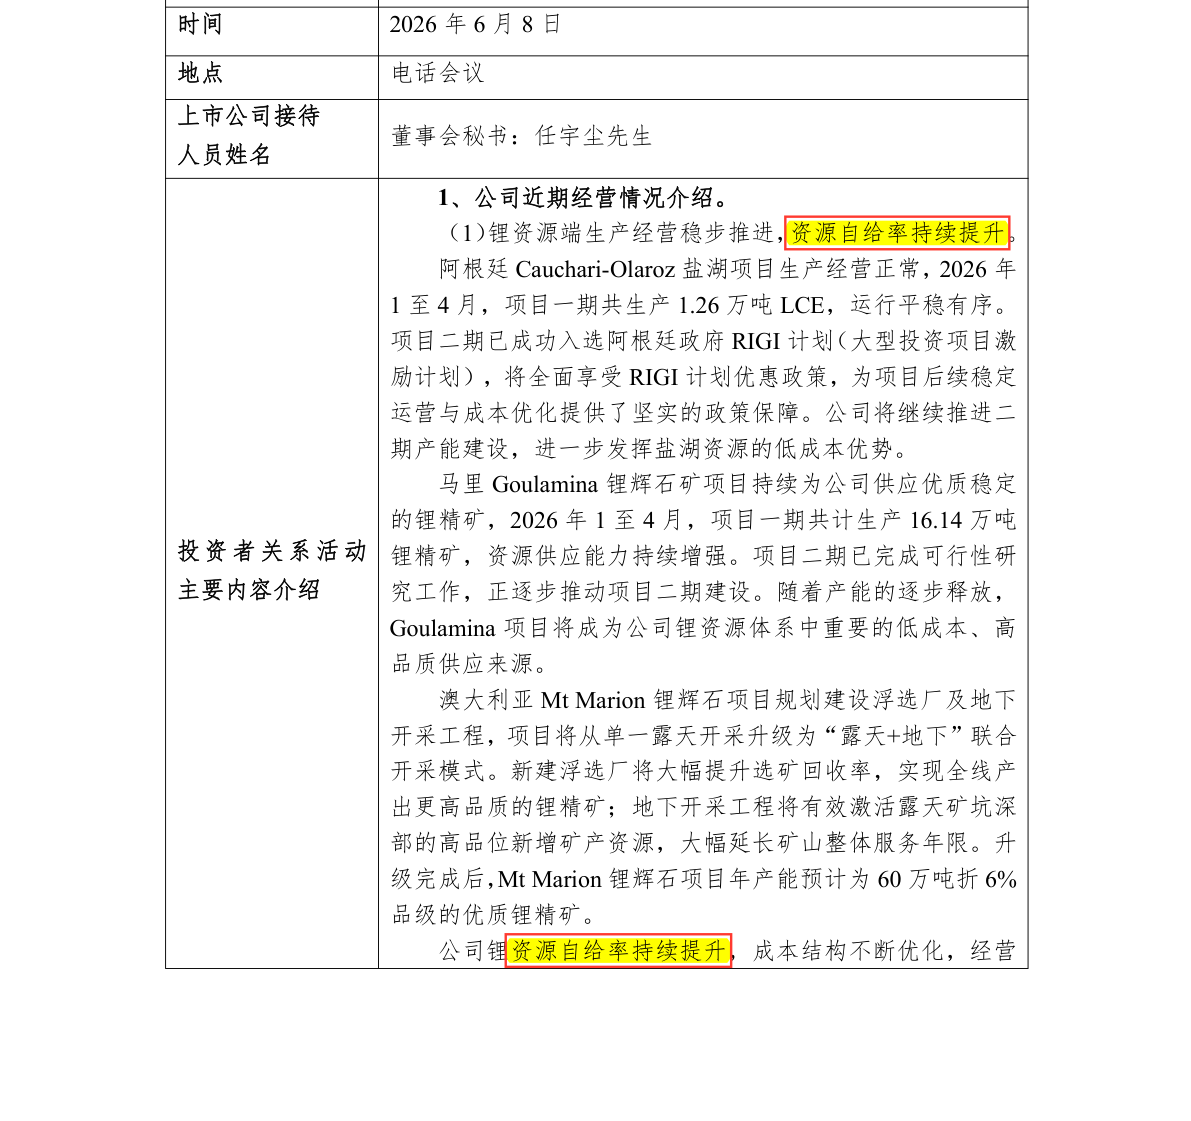 时间
2026 年 6 月 8 日
地点
电话会议
上市公司接待
人员姓名
董事会秘书：任宇尘先生
投资者关系活动
主要内容介绍
1、公司近期经营情况介绍。
（1）锂资源端生产经营稳步推进，资源自给率持续提升。
阿根廷 Cauchari-Olaroz 盐湖项目生产经营正常，2026 年
1 至 4 月，项目一期共生产 1.26 万吨 LCE，运行平稳有序。
项目二期已成功入选阿根廷政府 RIGI 计划（大型投资项目激
励计划），将全面享受 RIGI 计划优惠政策，为项目后续稳定
运营与成本优化提供了坚实的政策保障。公司将继续推进二
期产能建设，进一步发挥盐湖资源的低成本优势。
马里 Goulamina 锂辉石矿项目持续为公司供应优质稳定
的锂精矿，2026 年 1 至 4 月，项目一期共计生产 16.14 万吨
锂精矿，资源供应能力持续增强。项目二期已完成可行性研
究工作，正逐步推动项目二期建设。随着产能的逐步释放，
Goulamina 项目将成为公司锂资源体系中重要的低成本、高
品质供应来源。
澳大利亚 Mt Marion 锂辉石项目规划建设浮选厂及地下
开采工程，项目将从单一露天开采升级为“露天+地下”联合
开采模式。新建浮选厂将大幅提升选矿回收率，实现全线产
出更高品质的锂精矿；地下开采工程将有效激活露天矿坑深
部的高品位新增矿产资源，大幅延长矿山整体服务年限。升
级完成后，Mt Marion 锂辉石项目年产能预计为 60 万吨折 6%
品级的优质锂精矿。
公司锂资源自给率持续提升，成本结构不断优化，经营